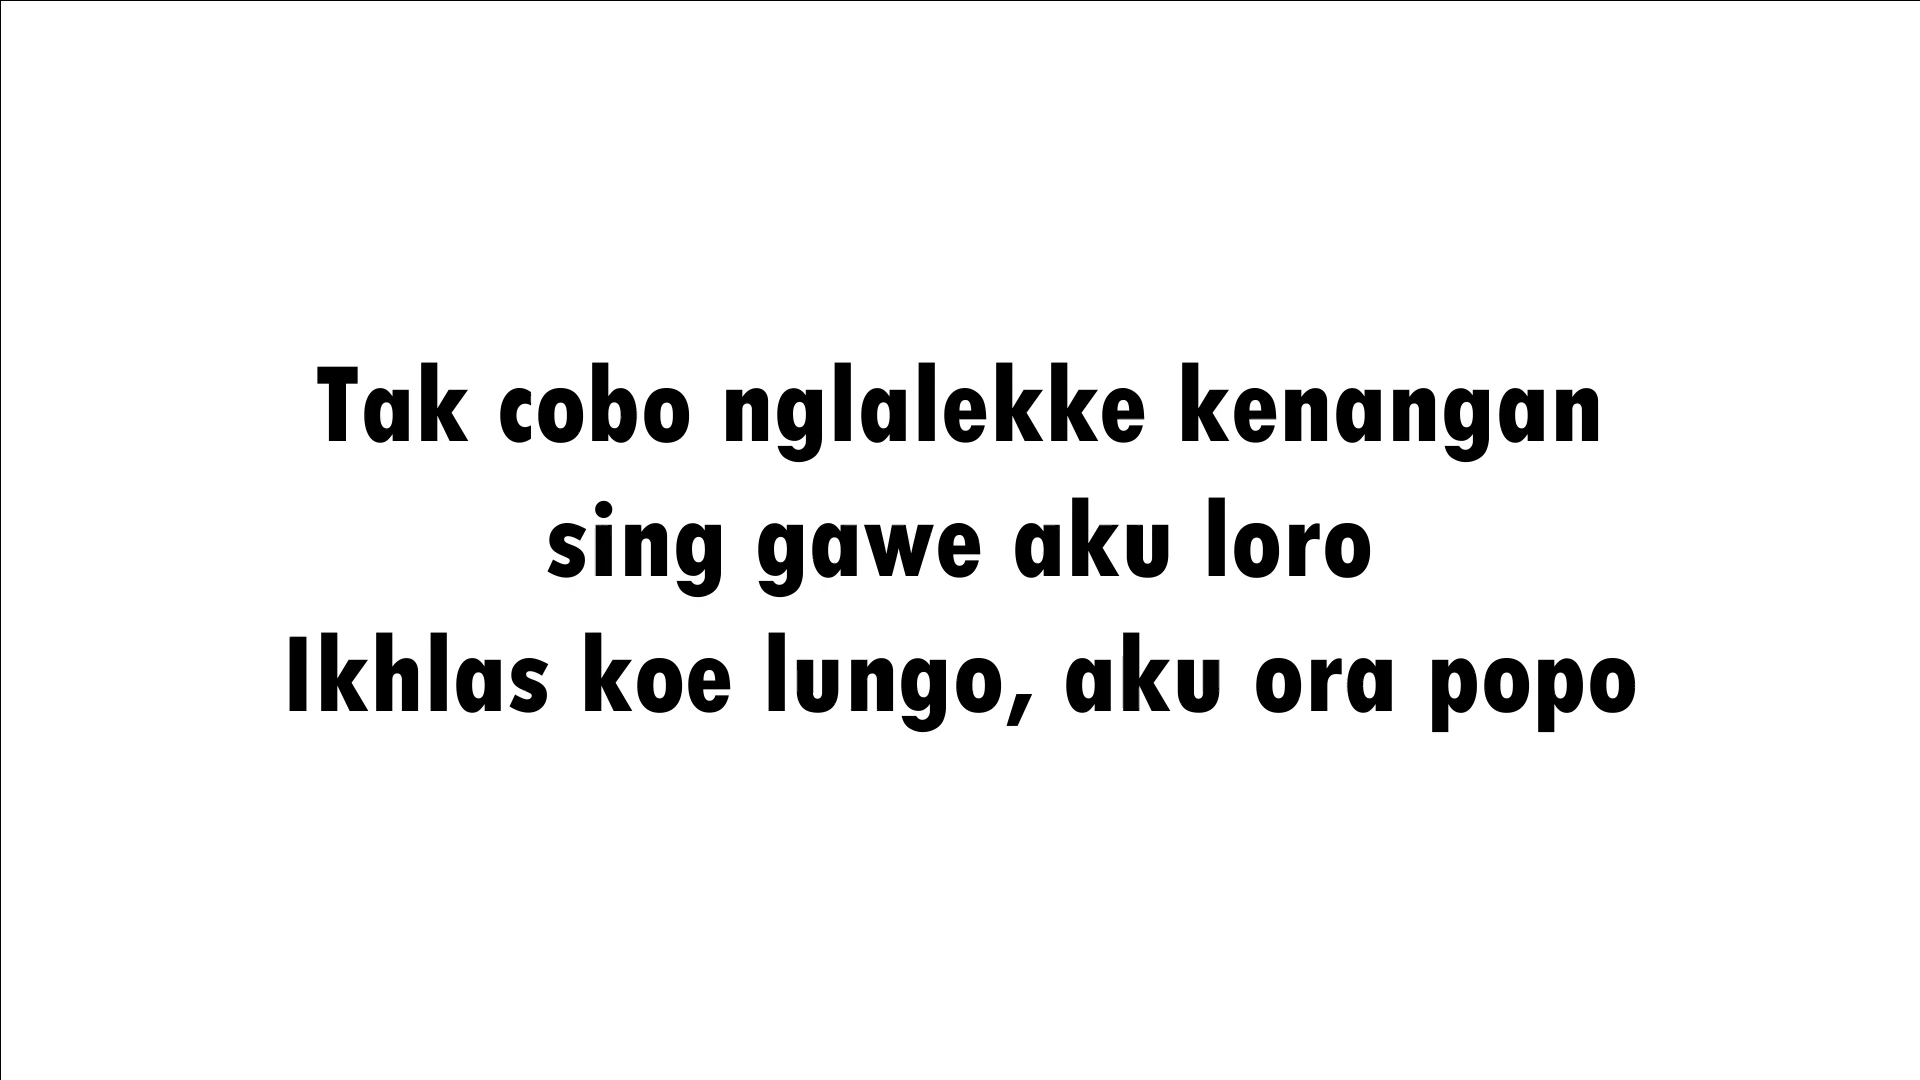 Tak cobo nglalekke kenangan
sing gawe aku loro
Ikhlas koe lungo, aku ora popo